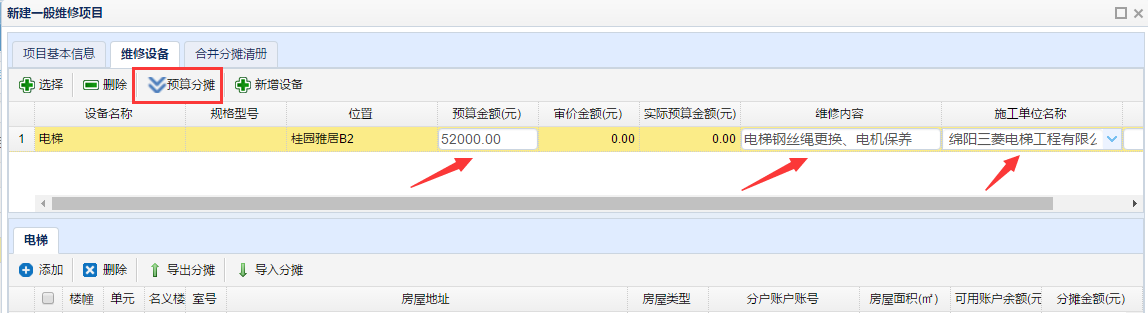 新建一般维修项目
项目基本信息 维修设备 合并分摊清册
选择 删除 预算分摊 新增设备
设备名称 规格型号 位置 预算金额(元) 审价金额(元) 实际预算金额(元) 维修内容 施工单位名称
1 电梯 桂园雅居B2 52000.00 0.00 0.00 电梯钢丝绳更换、电机保养 绵阳三菱电梯工程有限
电梯
添加 删除 导出分摊 导入分摊
楼幢 单元 名义楼 室号 房屋地址 房屋类型 分户账户账号 房屋面积(㎡) 可用账户余额(元 分摊金额(元)